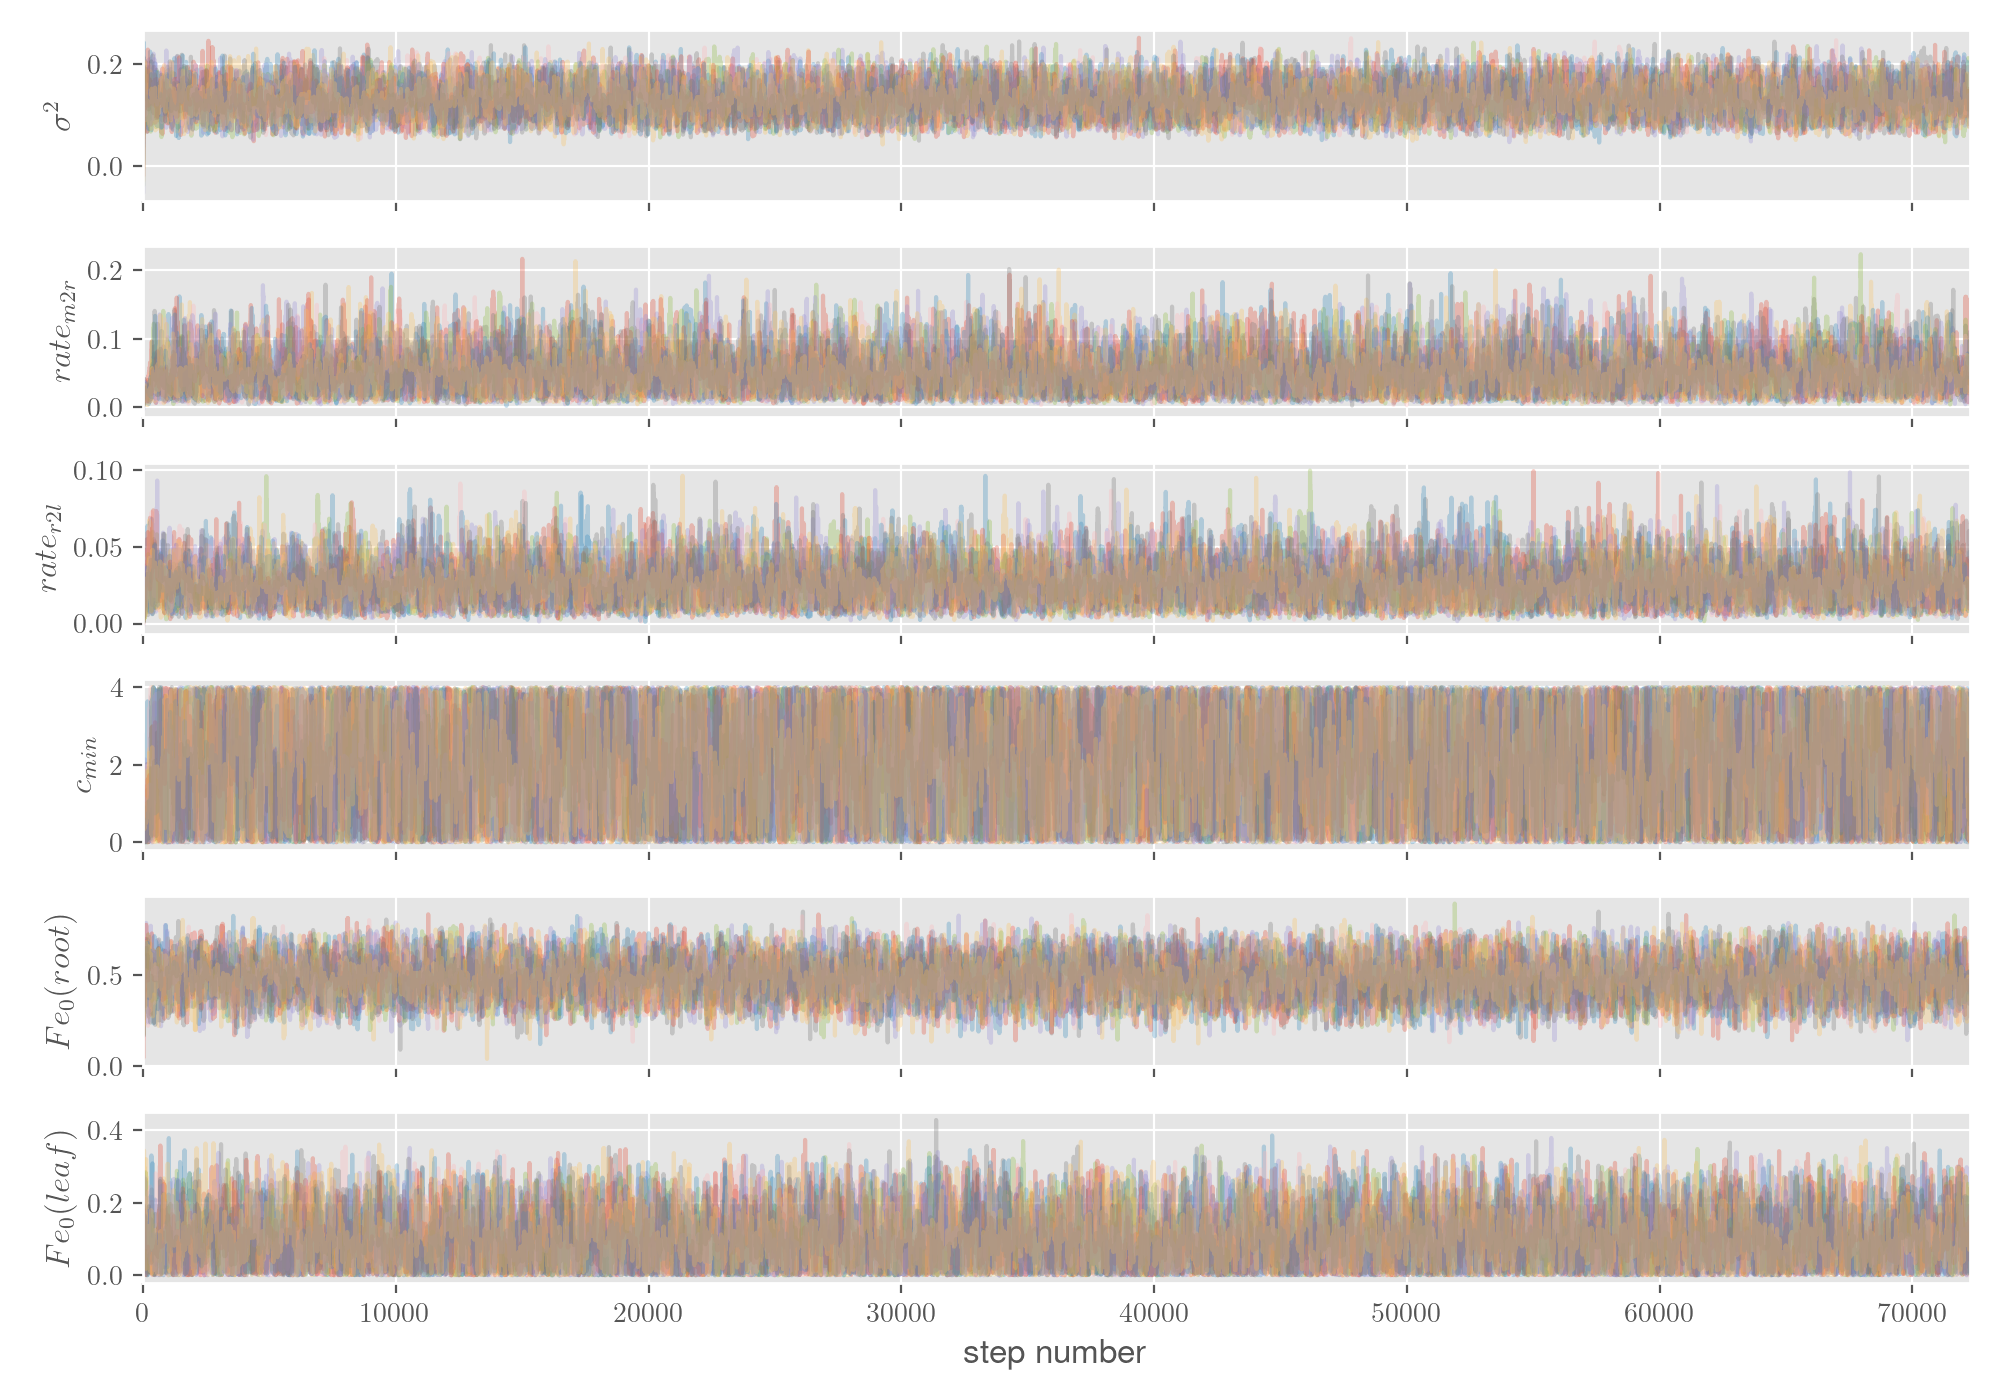 σ²
0.2
0.0
rate_{m2r}
0.2
0.1
0.0
rate_{r2l}
0.10
0.05
0.00
c_{min}
4
2
0
Fe₀(root)
0.5
0.0
Fe₀(leaf)
0.4
0.2
0.0
0 10000 20000 30000 40000 50000 60000 70000
step number